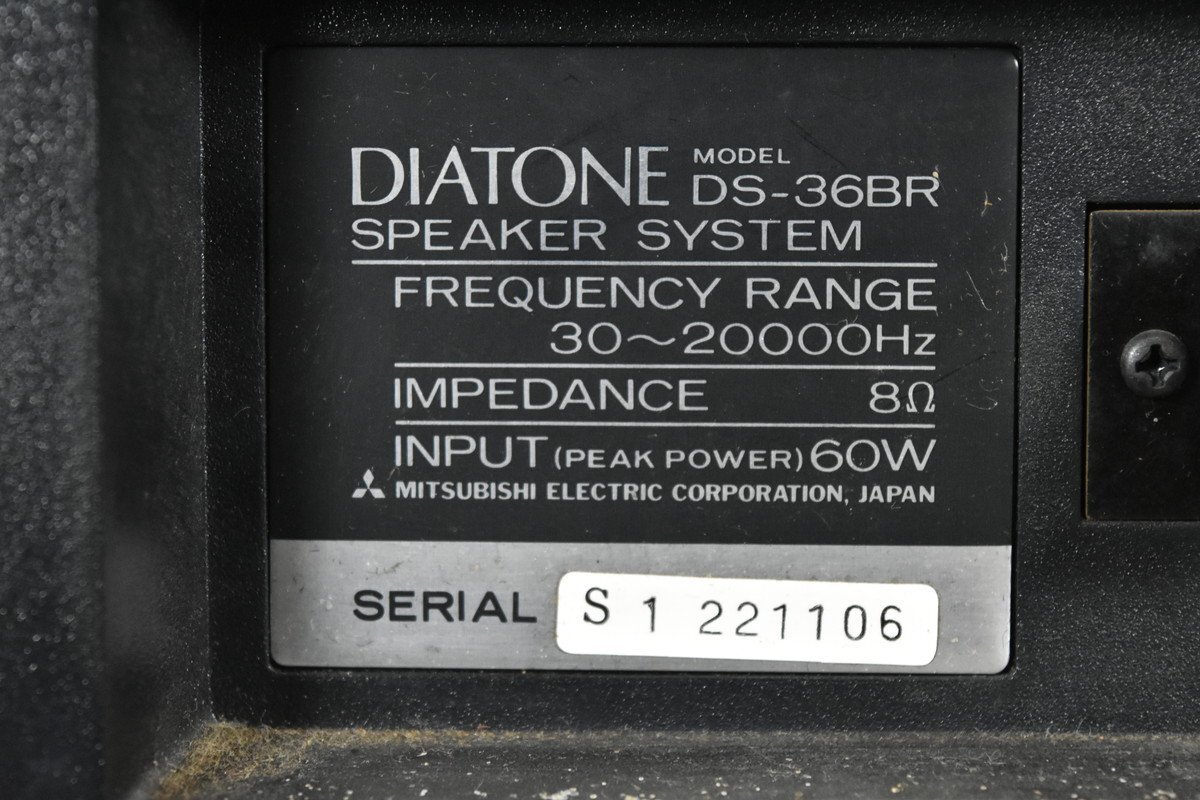 DIATONE MODEL DS-36BR
SPEAKER SYSTEM
FREQUENCY RANGE
30～20000Hz
IMPEDANCE 8Ω
INPUT (PEAK POWER) 60W
MITSUBISHI ELECTRIC CORPORATION, JAPAN
SERIAL S 1 221106